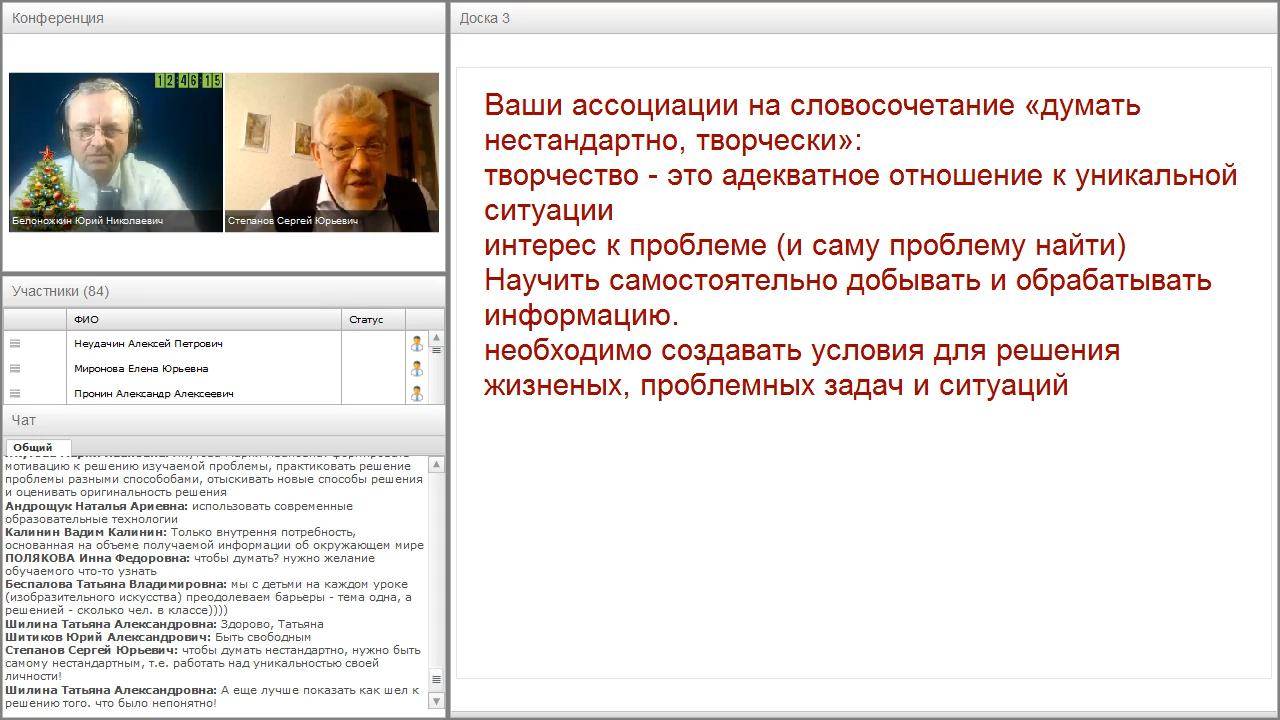 Конференция
12:46:15
Белоножкин Юрий Николаевич
Степанов Сергей Юрьевич
Участники (84)
ФИО
Статус
Неудачин Алексей Петрович
Миронова Елена Юрьевна
Пронин Александр Алексеевич
Чат
Общий
мотивацию к решению изучаемой проблемы, практиковать решение
проблемы разными способобами, отыскивать новые способы решения
и оценивать оригинальность решения
Андрощук Наталья Ариевна: использовать современные
образовательные технологии
Калинин Вадим Калинин: Только внутрення потребность,
основанная на объеме получаемой информации об окружающем мире
ПОЛЯКОВА Инна Федоровна: чтобы думать? нужно желание
обучаемого что-то узнать
Беспалова Татьяна Владимировна: мы с детьми на каждом уроке
(изобразительного искусства) преодолеваем барьеры - тема одна, а
решенией - сколько чел. в классе))))
Шилина Татьяна Александровна: Здорово, Татьяна
Шитиков Юрий Александрович: Быть свободным
Степанов Сергей Юрьевич: чтобы думать нестандартно, нужно быть
самому нестандартным, т.е. работать над уникальностью своей
личности!
Шилина Татьяна Александровна: А еще лучше показать как шел к
решению того. что было непонятно!
Доска 3
Ваши ассоциации на словосочетание «думать
нестандартно, творчески»:
творчество - это адекватное отношение к уникальной
ситуации
интерес к проблеме (и саму проблему найти)
Научить самостоятельно добывать и обрабатывать
информацию.
необходимо создавать условия для решения
жизненых, проблемных задач и ситуаций